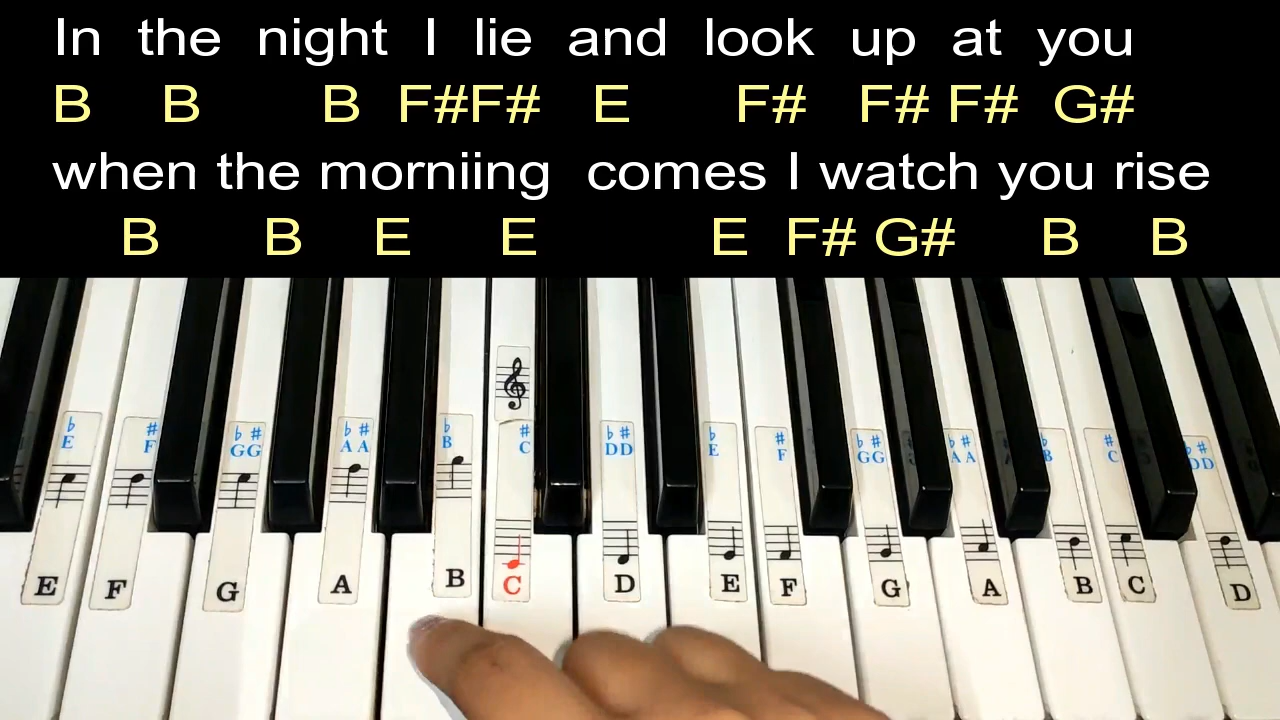 In the night I lie and look up at you
B B B F#F# E F# F# F# G#
when the morniing comes I watch you rise
B B E E E F# G# B B
♭ E ♯ F ♭ ♯ G G ♭ ♯ A A ♭ B ♯ C ♭ ♯ D D ♭ E ♯ F ♭ ♯ G G ♭ ♯ A A ♭ B ♯ C ♭ ♯ D D
E F G A B C D E F G A B C D